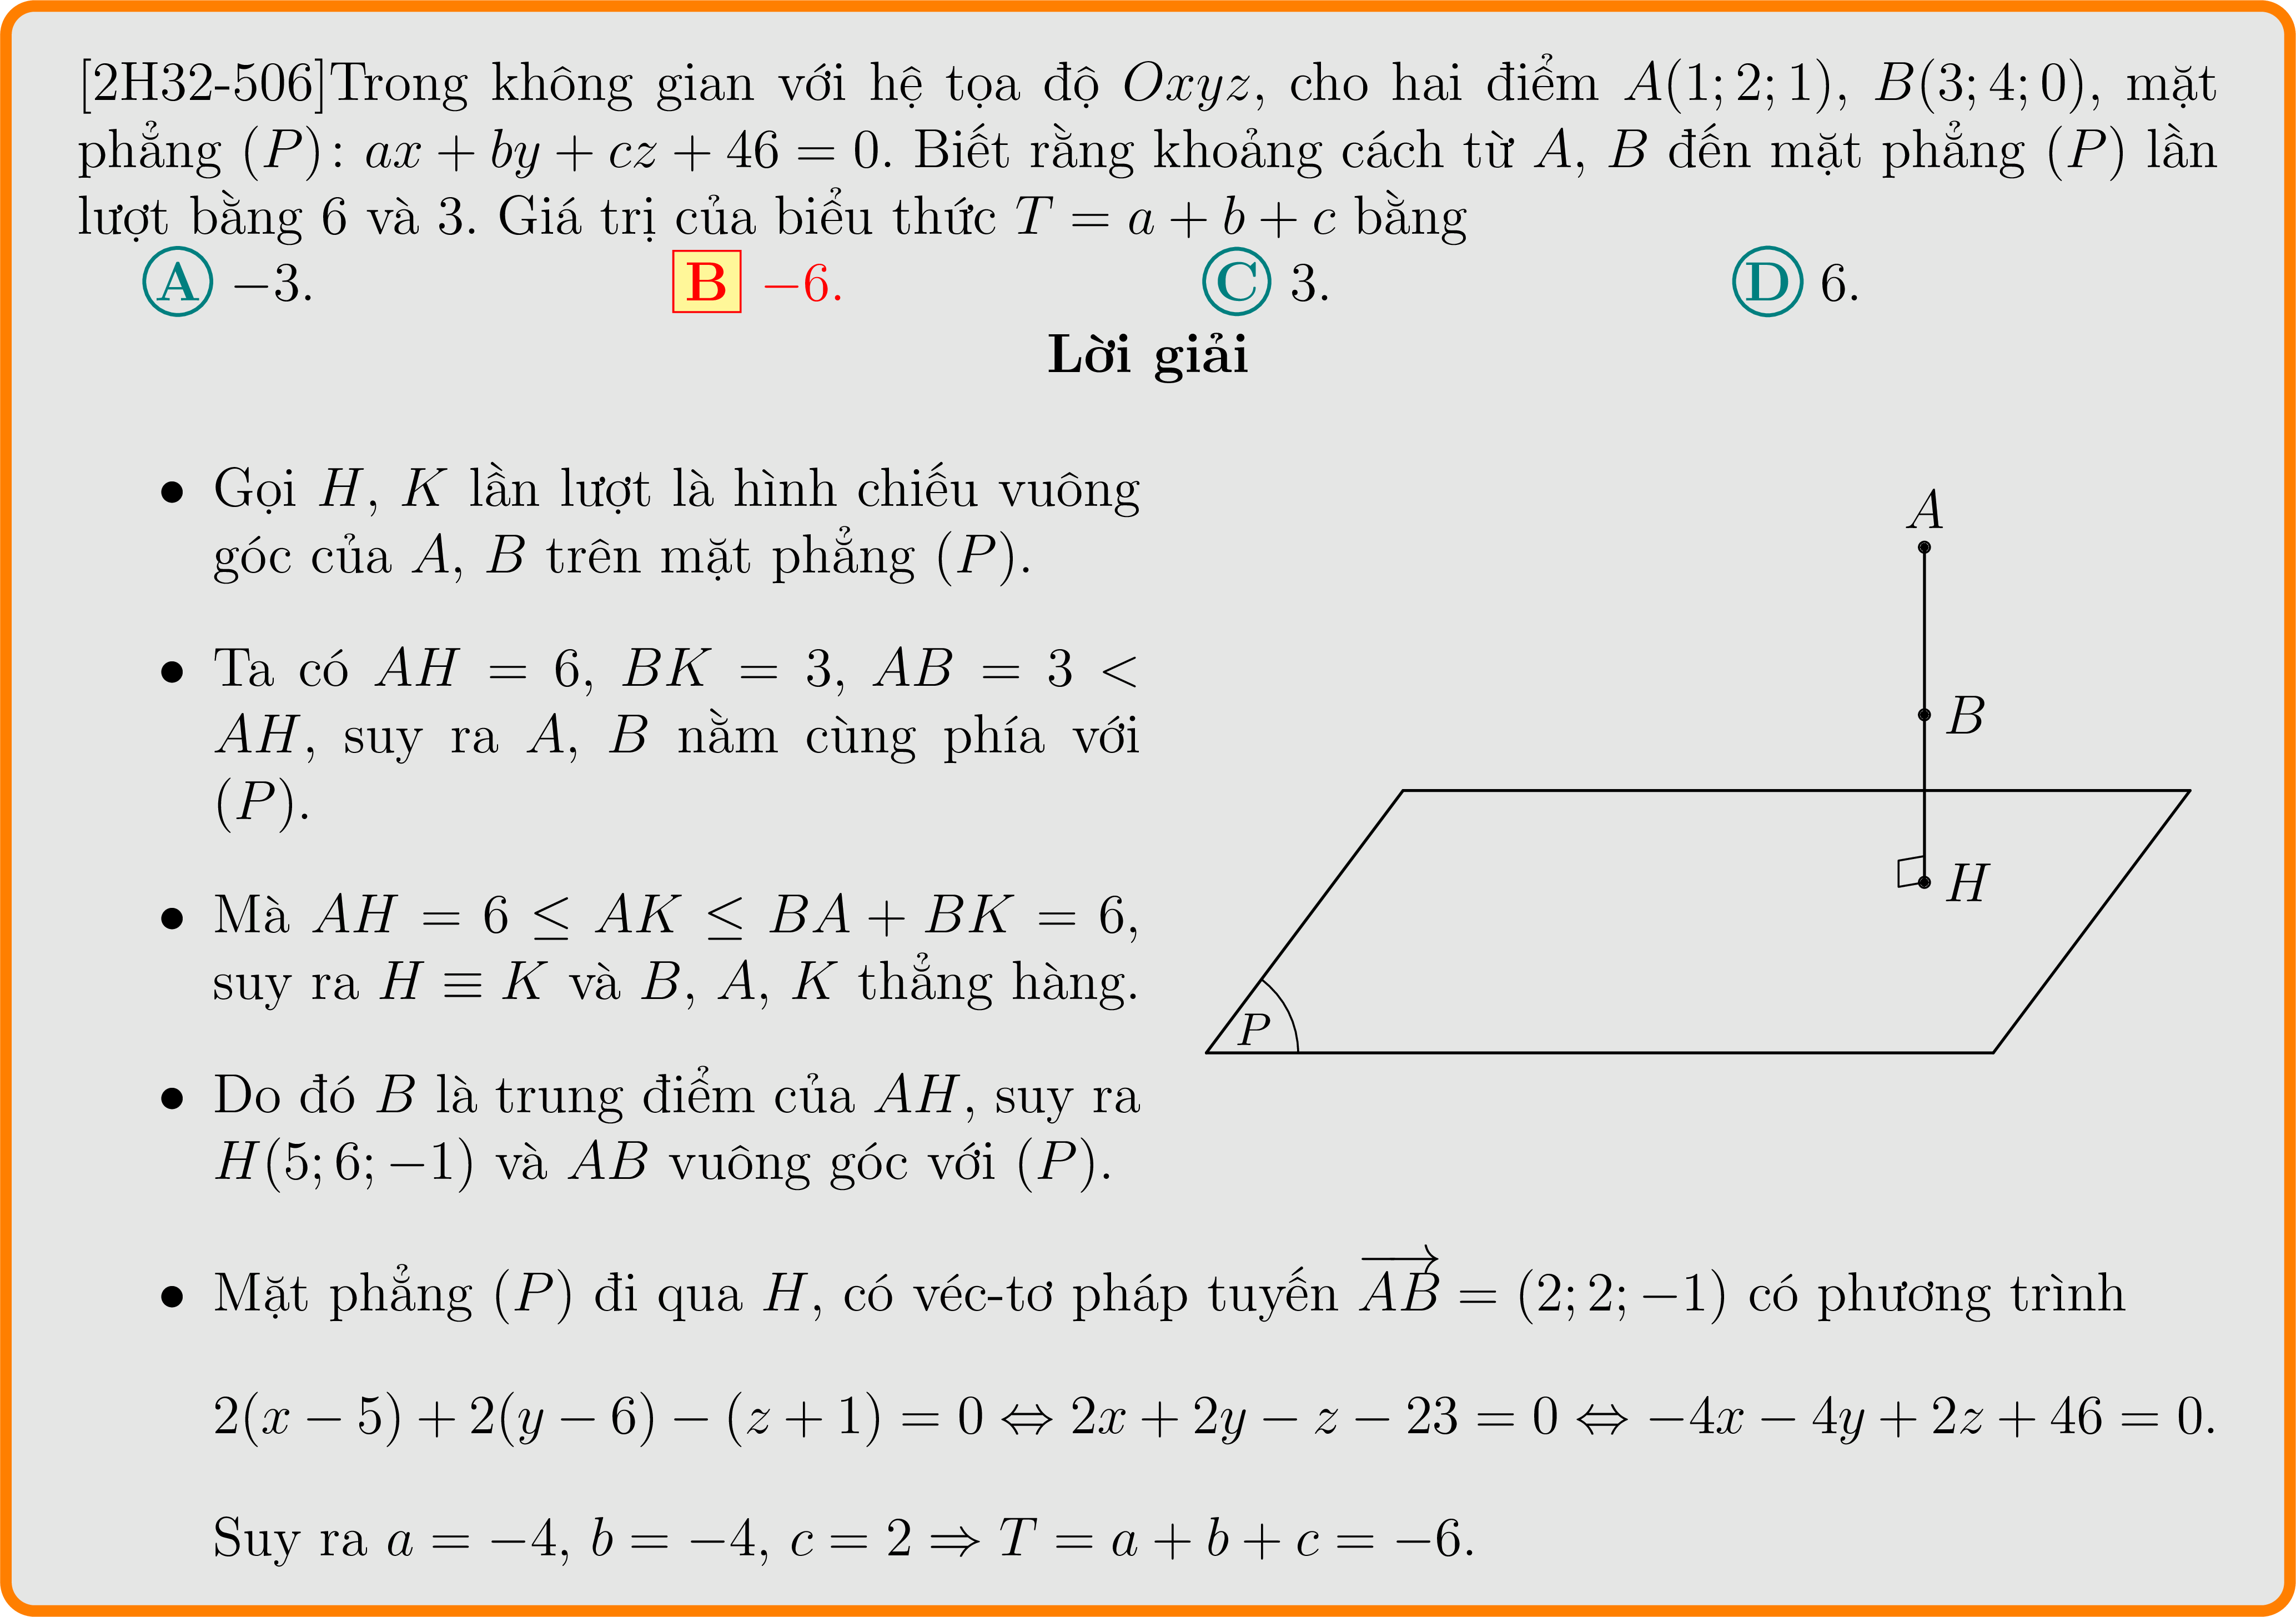 [2H32-506]Trong không gian với hệ tọa độ Oxyz, cho hai điểm A(1; 2; 1), B(3; 4; 0), mặt
phẳng (P): ax + by + cz + 46 = 0. Biết rằng khoảng cách từ A, B đến mặt phẳng (P) lần
lượt bằng 6 và 3. Giá trị của biểu thức T = a + b + c bằng
A −3. B −6. C 3. D 6.
Lời giải
• Gọi H, K lần lượt là hình chiếu vuông
góc của A, B trên mặt phẳng (P).
• Ta có AH = 6, BK = 3, AB = 3 <
AH, suy ra A, B nằm cùng phía với
(P).
• Mà AH = 6 ≤ AK ≤ BA + BK = 6,
suy ra H ≡ K và B, A, K thẳng hàng.
• Do đó B là trung điểm của AH, suy ra
H(5; 6; −1) và AB vuông góc với (P).
A
B
H
P
• Mặt phẳng (P) đi qua H, có véc-tơ pháp tuyến \overrightarrow{AB} = (2; 2; −1) có phương trình
2(x − 5) + 2(y − 6) − (z + 1) = 0 ⇔ 2x + 2y − z − 23 = 0 ⇔ −4x − 4y + 2z + 46 = 0.
Suy ra a = −4, b = −4, c = 2 ⇒ T = a + b + c = −6.